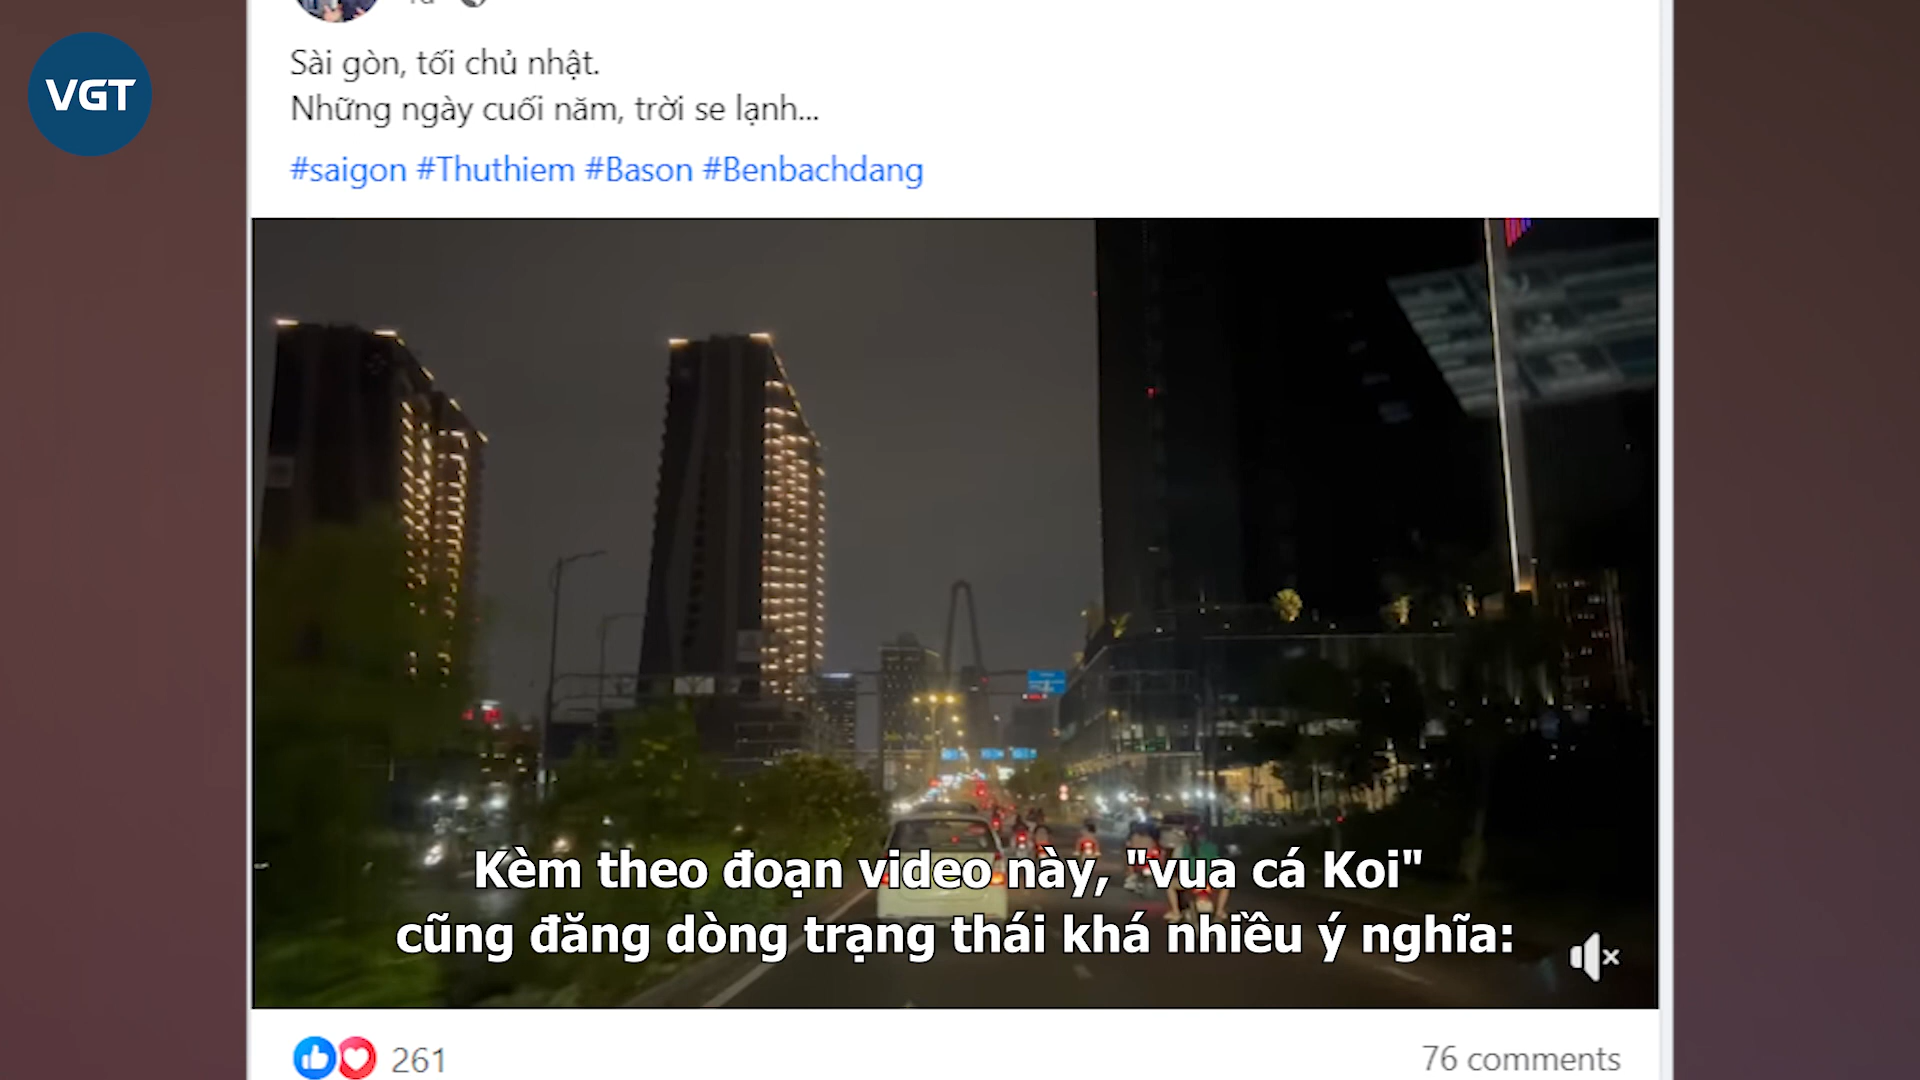 VGT
Sài gòn, tối chủ nhật.
Những ngày cuối năm, trời se lạnh...
#saigon #Thuthiem #Bason #Benbachdang
Kèm theo đoạn video này, "vua cá Koi"
cũng đăng dòng trạng thái khá nhiều ý nghĩa:
261
76 comments